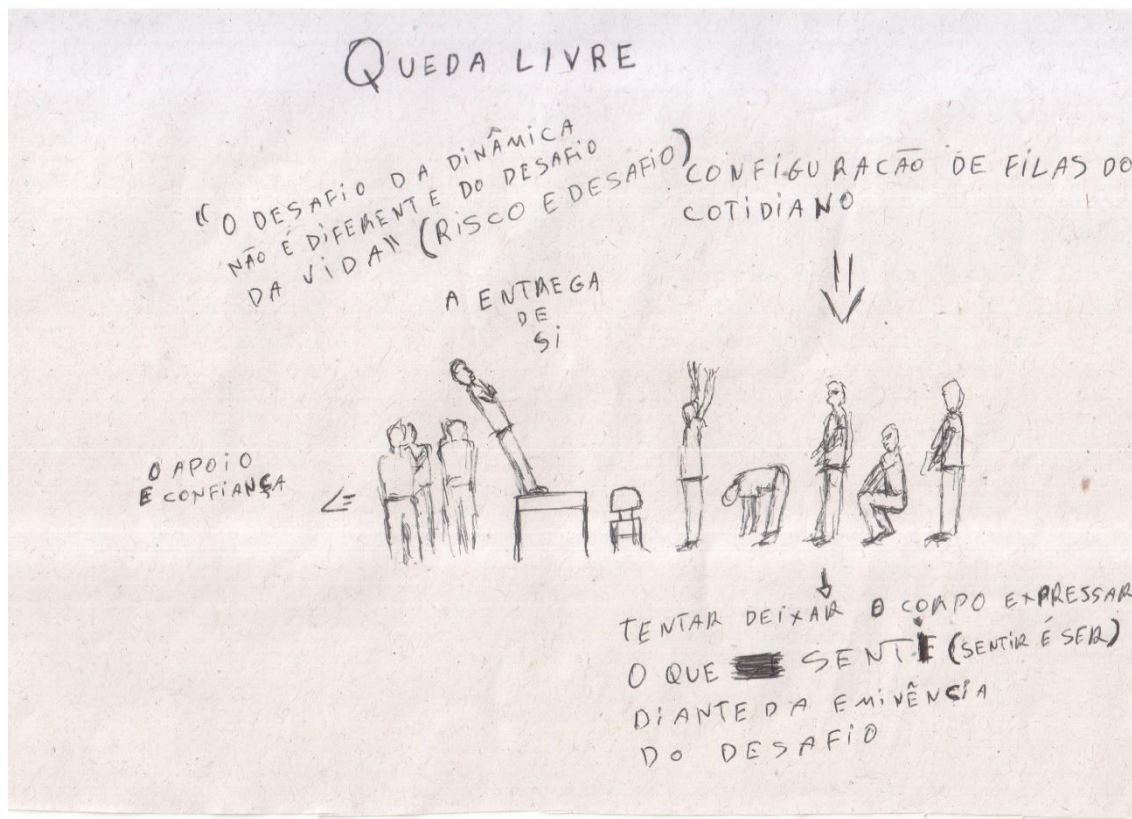 QUEDA LIVRE
"O DESAFIO DA DINÂMICA
NÃO É DIFERENTE DO DESAFIO
DA VIDA" (RISCO E DESAFIO)
CONFIGURACÃO DE FILAS DO
COTIDIANO
A ENTREGA
DE
SI
O APOIO
E CONFIANÇA
TENTAR DEIXAR O CORPO EXPRESSAR
O QUE SENTE (SENTIR É SER)
DIANTE DA EMINÊNCIA
DO DESAFIO